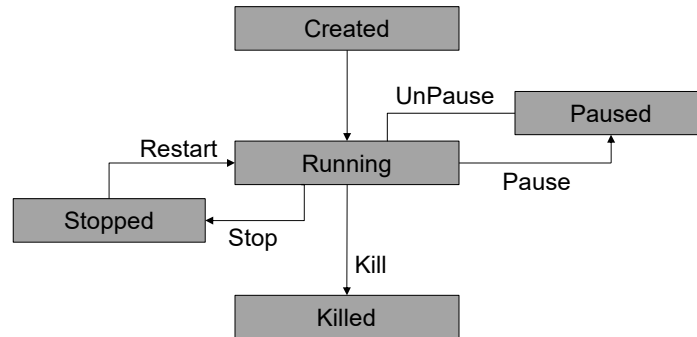 Created
UnPause
Paused
Restart
Running
Pause
Stopped
Stop
Kill
Killed